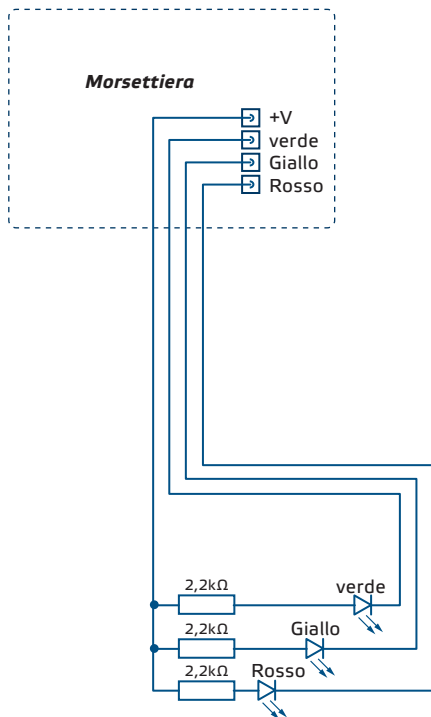 Morsettiera
+V
verde
Giallo
Rosso
2,2kΩ
verde
2,2kΩ
Giallo
2,2kΩ
Rosso